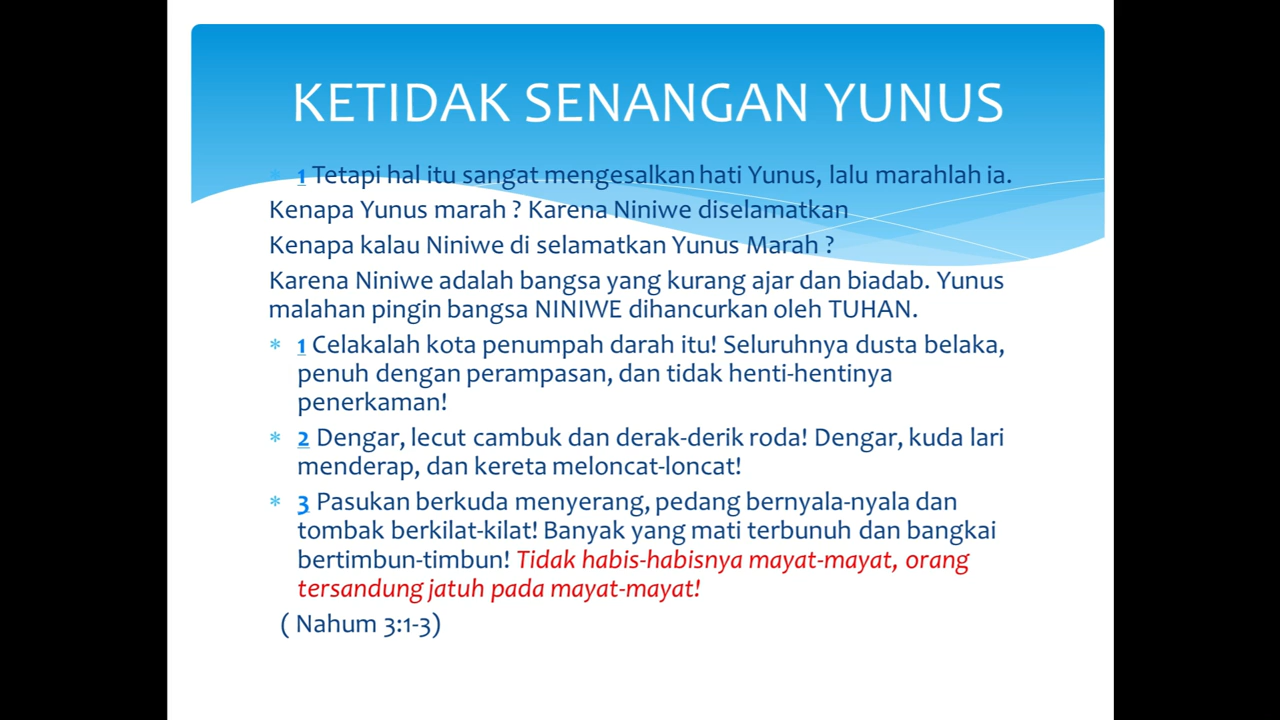 KETIDAK SENANGAN YUNUS
* 1 Tetapi hal itu sangat mengesalkan hati Yunus, lalu marahlah ia.
Kenapa Yunus marah ? Karena Niniwe diselamatkan
Kenapa kalau Niniwe di selamatkan Yunus Marah ?
Karena Niniwe adalah bangsa yang kurang ajar dan biadab. Yunus
malahan pingin bangsa NINIWE dihancurkan oleh TUHAN.
* 1 Celakalah kota penumpah darah itu! Seluruhnya dusta belaka,
penuh dengan perampasan, dan tidak henti-hentinya
penerkaman!
* 2 Dengar, lecut cambuk dan derak-derik roda! Dengar, kuda lari
menderap, dan kereta meloncat-loncat!
* 3 Pasukan berkuda menyerang, pedang bernyala-nyala dan
tombak berkilat-kilat! Banyak yang mati terbunuh dan bangkai
bertimbun-timbun! Tidak habis-habisnya mayat-mayat, orang
tersandung jatuh pada mayat-mayat!
( Nahum 3:1-3)